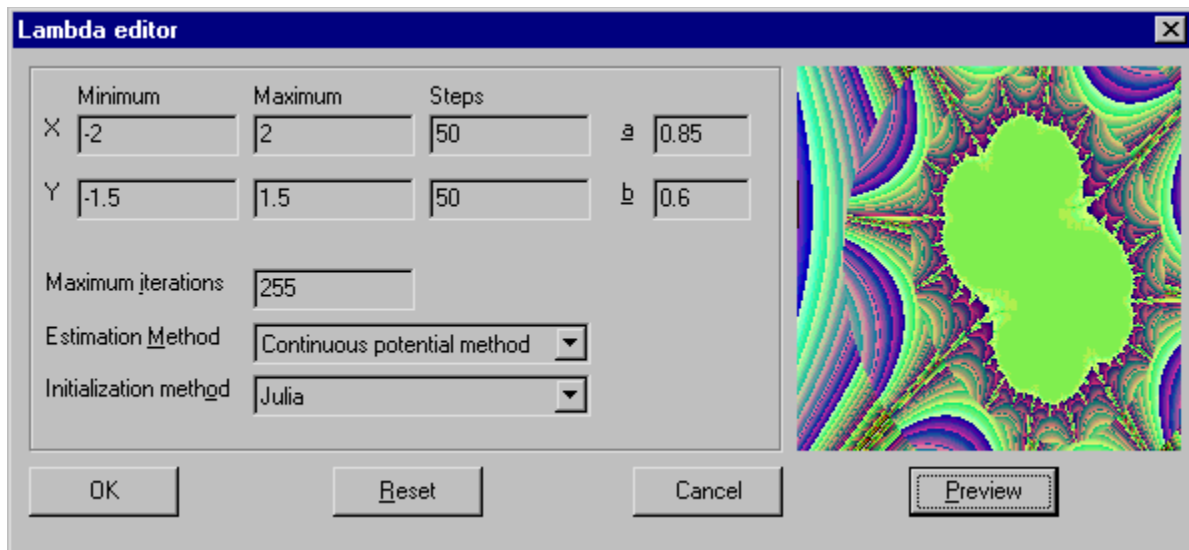 Lambda editor
Minimum Maximum Steps
X -2 2 50 a 0.85
Y -1.5 1.5 50 b 0.6
Maximum iterations 255
Estimation Method Continuous potential method
Initialization method Julia
OK Reset Cancel Preview